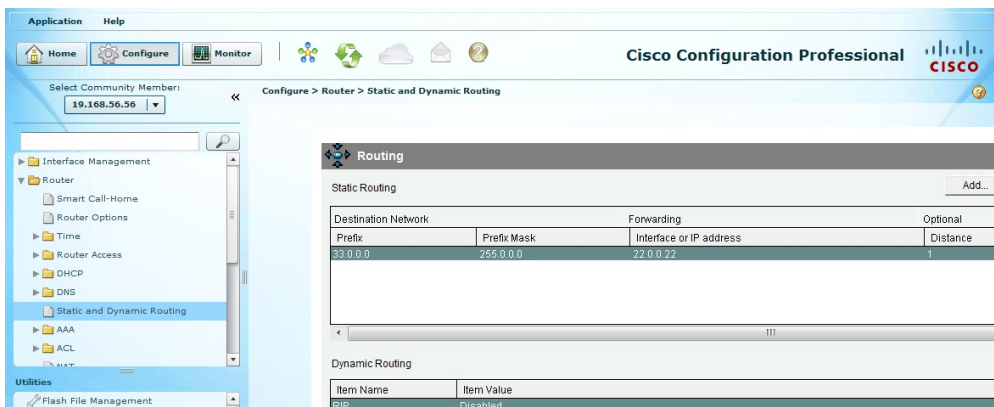 Application Help
Home Configure Monitor
Cisco Configuration Professional
CISCO
Select Community Member:
19.168.56.56
«
Configure > Router > Static and Dynamic Routing
Interface Management
Router
Smart Call-Home
Router Options
Time
Router Access
DHCP
DNS
Static and Dynamic Routing
AAA
ACL
NAT
Utilities
Flash File Management
Routing
Static Routing
Add...
Destination Network Forwarding Optional
Prefix Prefix Mask Interface or IP address Distance
33.0.0.0 255.0.0.0 22.0.0.22 1
Dynamic Routing
Item Name Item Value
RIP Disabled